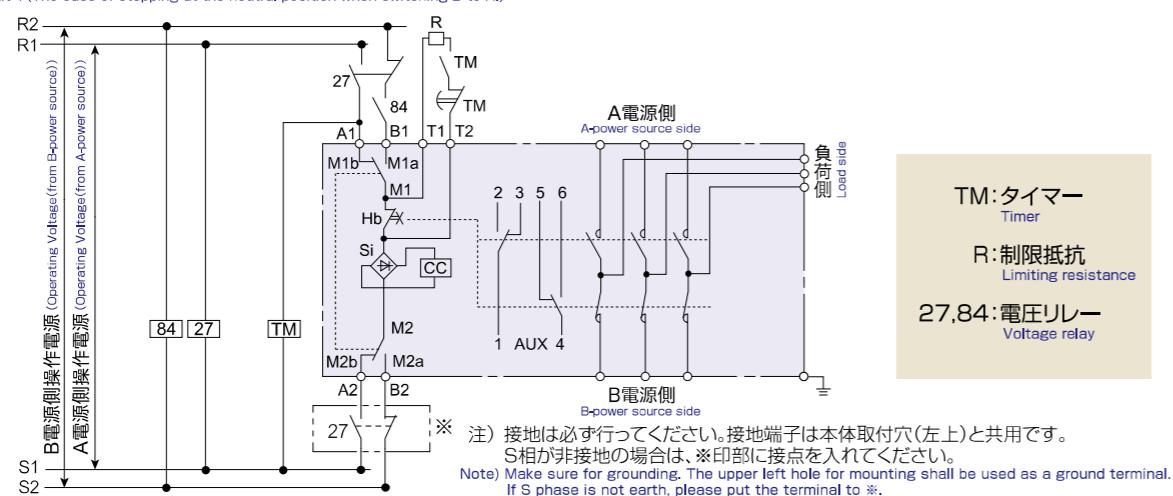 R2
R1
R
TM
27
84
TM
A1 B1 T1 T2
A電源側
A-power source side
M1b M1a
M1
負荷側
Load side
2 3 5 6
Hb
Si
CC
TM:タイマー
Timer
R:制限抵抗
Limiting resistance
27,84:電圧リレー
Voltage relay
B電源側操作電源 (Operating Voltage(from B-power source))
A電源側操作電源 (Operating Voltage(from A-power source))
84 27 TM
M2
1 AUX 4
M2b M2a
A2 B2
B電源側
B-power source side
27
※
注) 接地は必ず行ってください。接地端子は本体取付穴(左上)と共用です。
S相が非接地の場合は、※印部に接点を入れてください。
Note) Make sure for grounding. The upper left hole for mounting shall be used as a ground terminal.
If S phase is not earth, please put the terminal to ※.
S1
S2